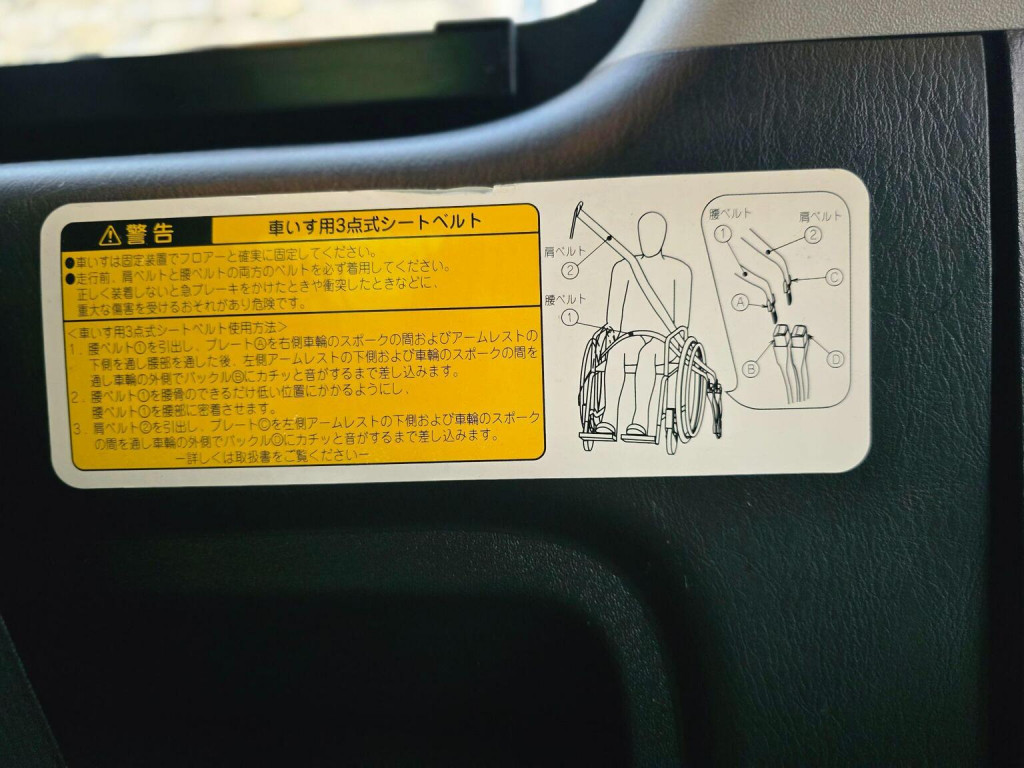 ⚠警告
車いす用3点式シートベルト
●車いすは固定装置でフロアーと確実に固定してください。
●走行前、肩ベルトと腰ベルトの両方のベルトを必ず着用してください。
正しく装着しないと急ブレーキをかけたときや衝突したときなどに、
重大な傷害を受けるおそれがあり危険です。
<車いす用3点式シートベルト使用方法>
1. 腰ベルト①を引出し、プレートⒶを右側車輪のスポークの間およびアームレストの
下側を通し腰部を通した後、左側アームレストの下側および車輪のスポークの間を
通し車輪の外側でバックルⒷにカチッと音がするまで差し込みます。
2. 腰ベルト①を腰骨のできるだけ低い位置にかかるようにし、
腰ベルト①を腰部に密着させます。
3. 肩ベルト②を引出し、プレートⒸを左側アームレストの下側および車輪のスポーク
の間を通し車輪の外側でバックルⒹにカチッと音がするまで差し込みます。
ー詳しくは取扱書をご覧くださいー
肩ベルト
②
腰ベルト
①
腰ベルト
①
肩ベルト
②
Ⓒ
Ⓐ
Ⓑ
Ⓓ